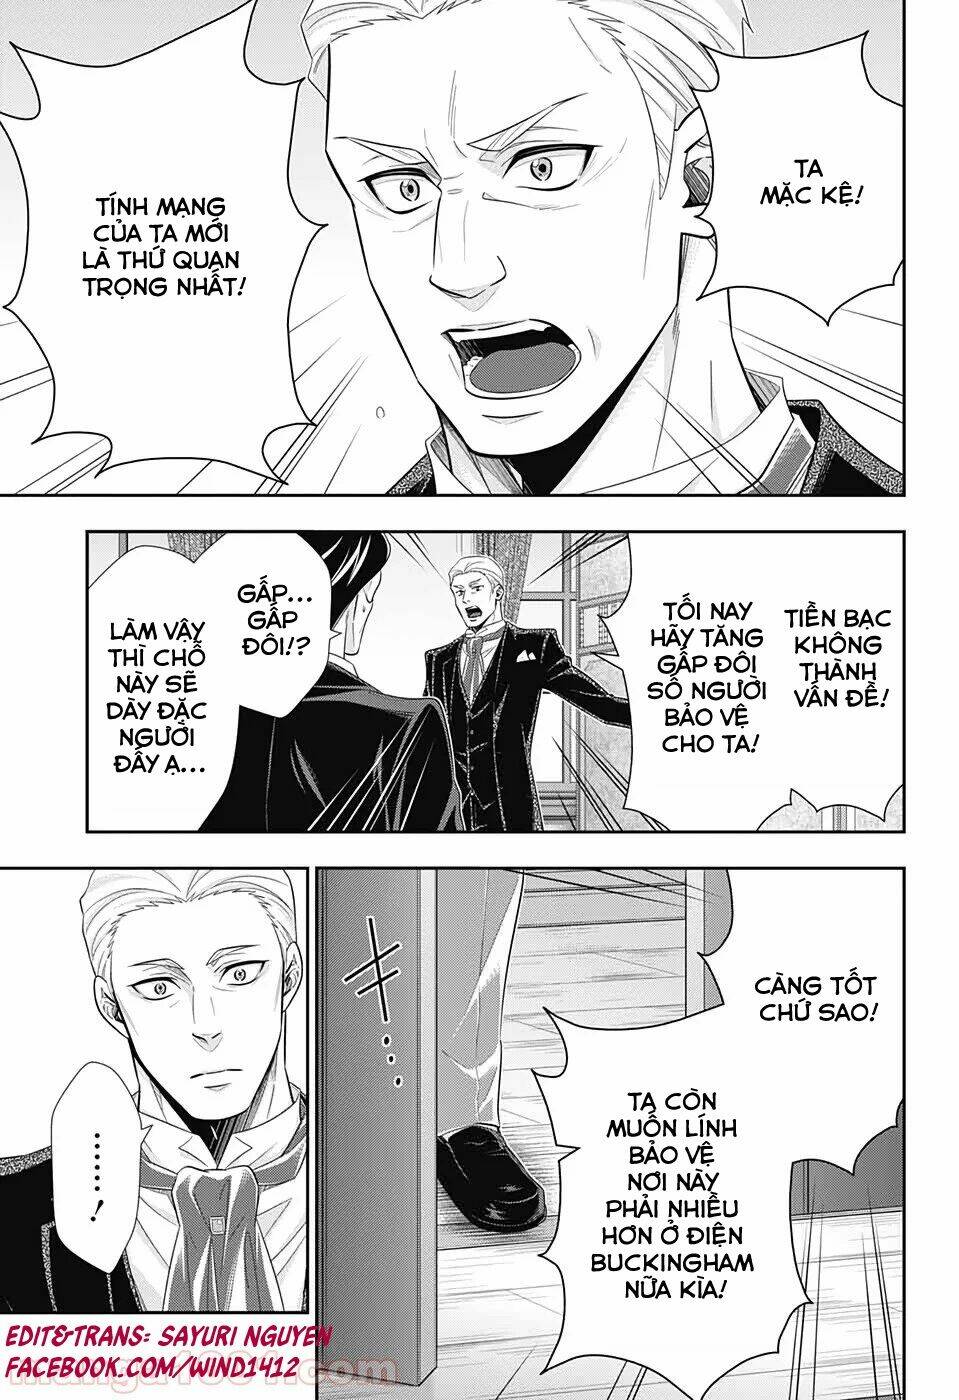 TA
MẶC KỆ!
TÍNH MẠNG
CỦA TA MỚI
LÀ THỨ QUAN
TRỌNG NHẤT!
TIỀN BẠC
KHÔNG
THÀNH
VẤN ĐỀ!
TỐI NAY
HÃY TĂNG
GẤP ĐÔI
SỐ NGƯỜI
BẢO VỆ
CHO TA!
GẤP...
GẤP
ĐÔI!?
LÀM VẬY
THÌ CHỖ
NÀY SẼ
DÀY ĐẶC
NGƯỜI
ĐẤY Ạ...
CÀNG TỐT
CHỨ SAO!
TA CÒN
MUỐN LÍNH
BẢO VỆ
NƠI NÀY
PHẢI NHIỀU
HƠN Ở ĐIỆN
BUCKINGHAM
NỮA KÌA!
......!
EDIT&TRANS: SAYURI NGUYEN
FACEBOOK.COM/WIND1412